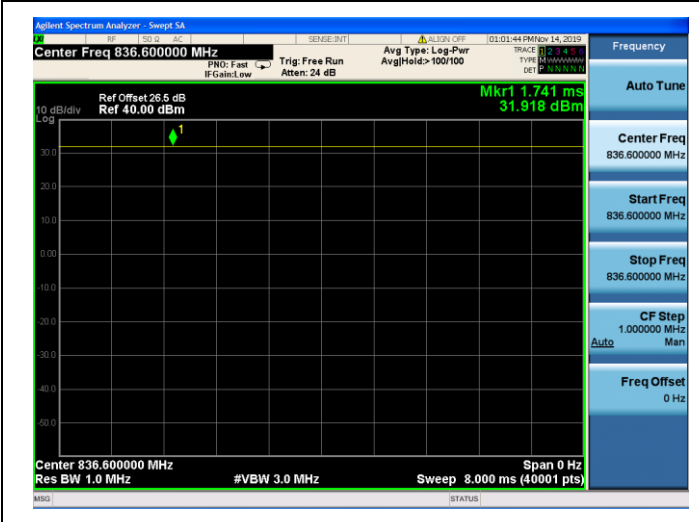 Agilent Spectrum Analyzer - Swept SA
RF 50 Ω AC SENSE:INT ALIGN OFF 01:01:44 PM Nov 14, 2019
Center Freq 836.600000 MHz
PNO: Fast
IFGain:Low
Trig: Free Run
Atten: 24 dB
Avg Type: Log-Pwr
Avg|Hold:>100/100
TRACE 1 2 3 4 5 6
TYPE M WWWWW
DET P N N N N N
Mkr1 1.741 ms
31.918 dBm
Ref Offset 26.5 dB
Ref 40.00 dBm
10 dB/div
Log
1
30.0
20.0
10.0
0.00
-10.0
-20.0
-30.0
-40.0
-50.0
Center 836.600000 MHz Span 0 Hz
Res BW 1.0 MHz #VBW 3.0 MHz Sweep 8.000 ms (40001 pts)
MSG STATUS
Frequency
Auto Tune
Center Freq
836.600000 MHz
Start Freq
836.600000 MHz
Stop Freq
836.600000 MHz
CF Step
1.000000 MHz
Auto Man
Freq Offset
0 Hz